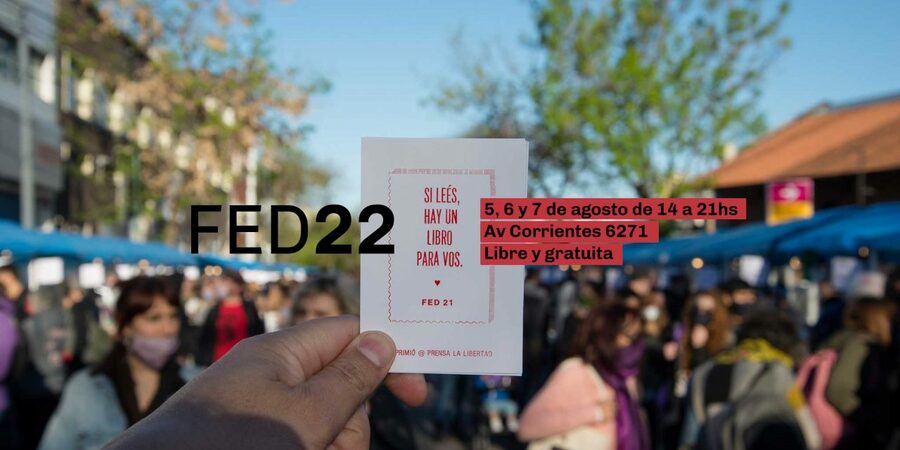 FED22
SI LEÉS,
HAY UN
LIBRO
PARA VOS.
♥
FED 21
PRIMIÓ @ PRENSA LA LIBERTAD
5, 6 y 7 de agosto de 14 a 21hs
Av Corrientes 6271
Libre y gratuita